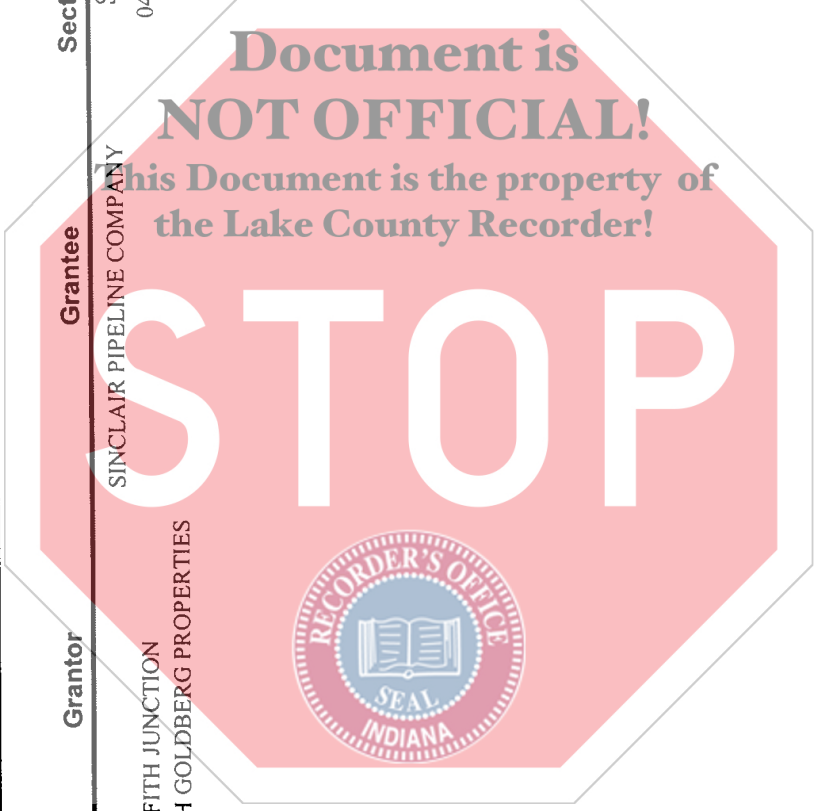 Document is
NOT OFFICIAL!
This Document is the property of
the Lake County Recorder!
STOP
RECORDER'S OFFICE
SEAL
INDIANA
Grantor
Grantee
SINCLAIR PIPELINE COMPANY
JUNCTION
GOLDBERG PROPERTIES